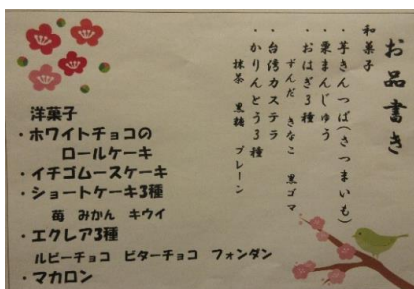 お品書き
和菓子
・芋きんつば(さつまいも)
・栗まんじゅう
・おはぎ3種
ずんだ きなこ 黒ゴマ
・台湾カステラ
・かりんとう3種
抹茶 黒糖 プレーン
洋菓子
・ホワイトチョコの
ロールケーキ
・イチゴムースケーキ
・ショートケーキ3種
苺 みかん キウイ
・エクレア3種
ルビーチョコ ビターチョコ フォンダン
・マカロン